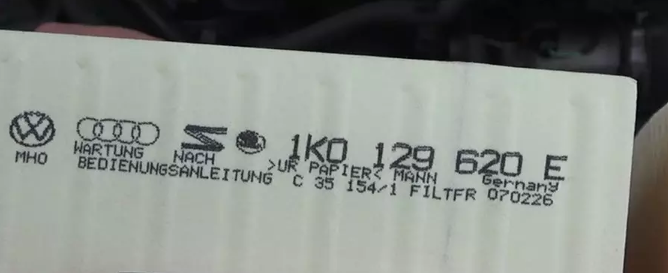 1K0 129 620 E
MHO WARTUNG NACH >UR PAPIER< MANN Germany
BEDIENUNGSANLEITUNG C 35 154/1 FILTFR 070226